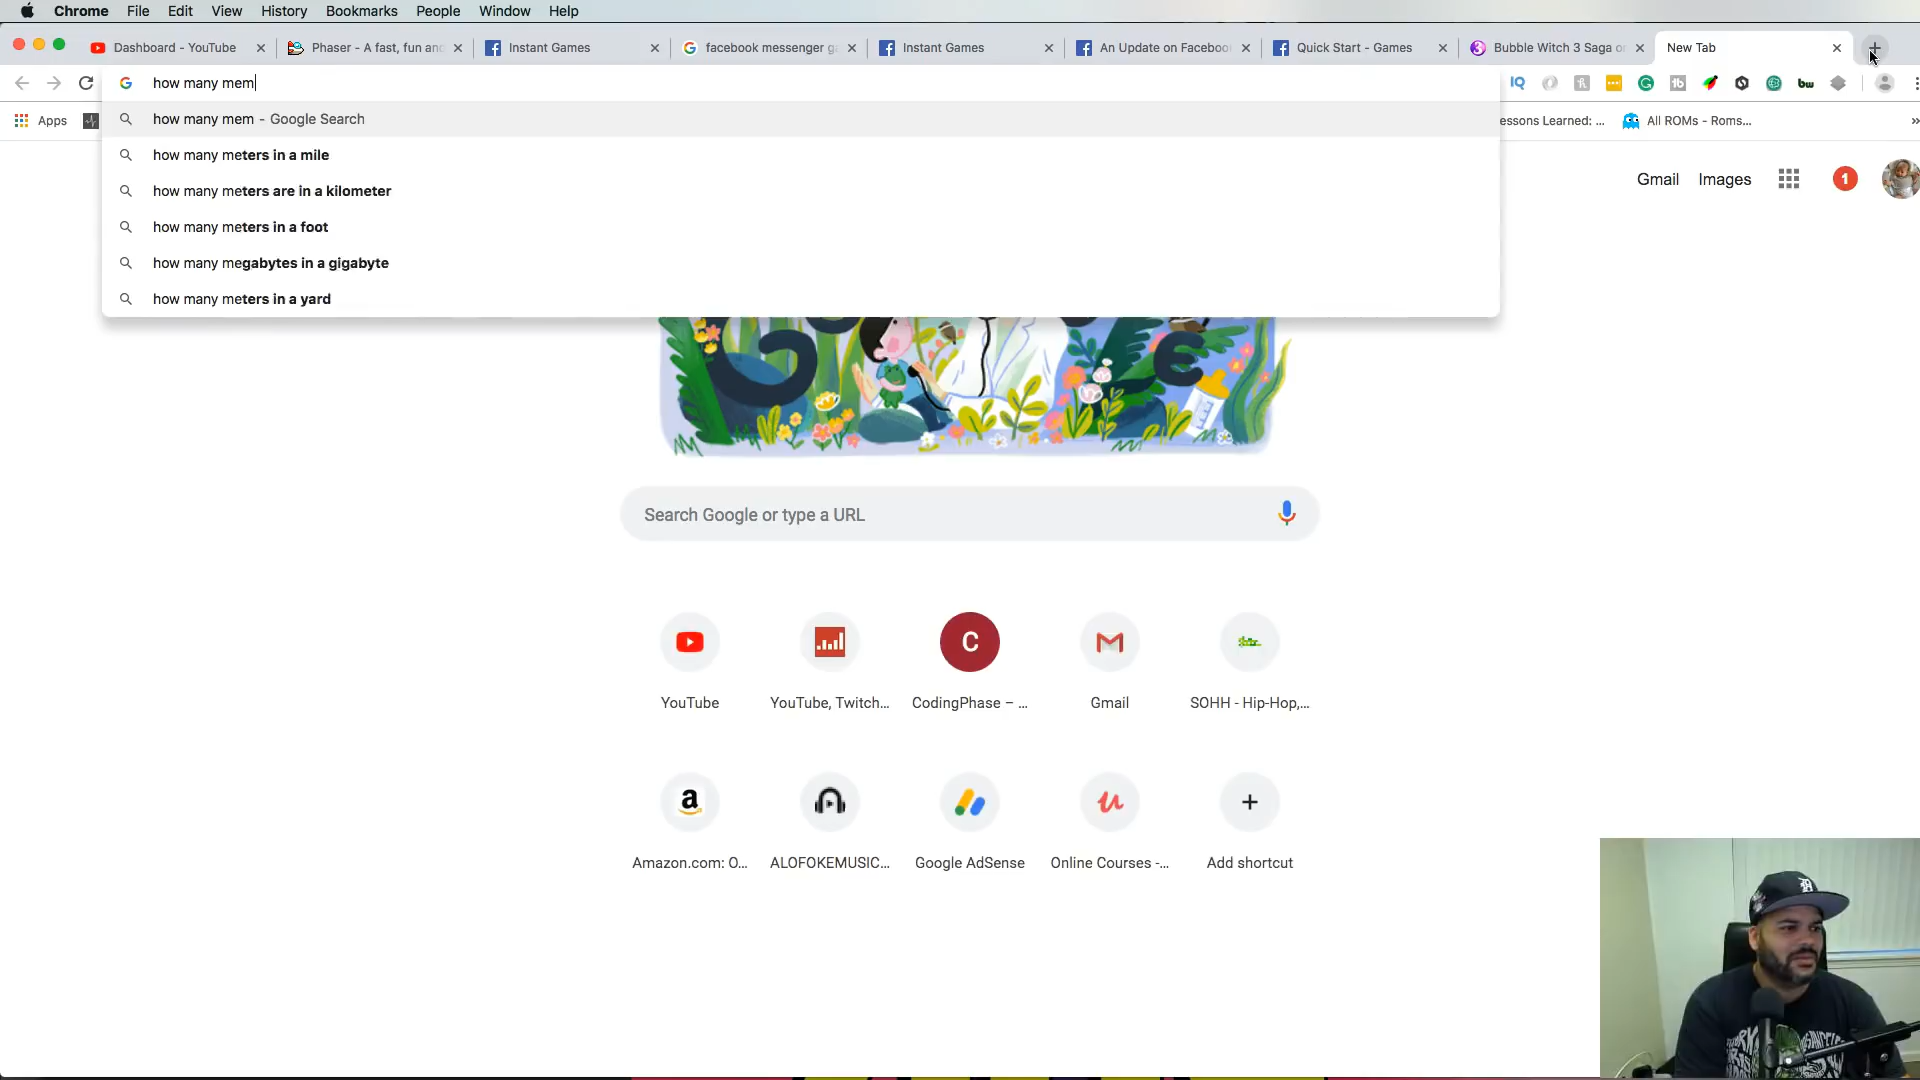 Chrome File Edit View History Bookmarks People Window Help
Dashboard - YouTube
Phaser - A fast, fun an
Instant Games
facebook messenger g
Instant Games
An Update on Faceboo
Quick Start - Games
Bubble Witch 3 Saga o
New Tab
how many mem
Apps
essons Learned: ...
All ROMs - Roms...
»
how many mem - Google Search
how many meters in a mile
how many meters are in a kilometer
how many meters in a foot
how many megabytes in a gigabyte
how many meters in a yard
Gmail Images 1
Search Google or type a URL
YouTube
YouTube, Twitch...
C
CodingPhase – ...
Gmail
SOHH - Hip-Hop,...
Amazon.com: O...
ALOFOKEMUSIC...
Google AdSense
Online Courses -...
Add shortcut